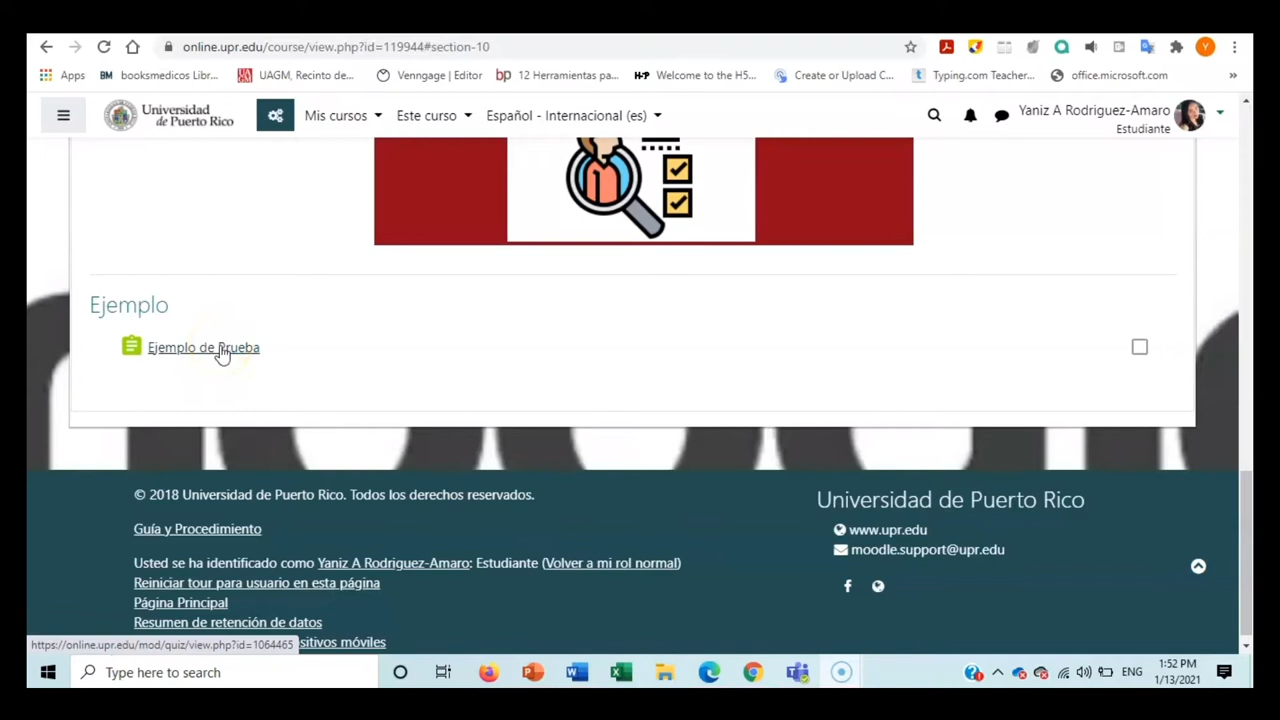 online.upr.edu/course/view.php?id=119944#section-10
Y
Apps
booksmedicos Libr...
UAGM, Recinto de...
Venngage | Editor
12 Herramientas pa...
Welcome to the H5...
Create or Upload C...
Typing.com Teacher...
office.microsoft.com
»
Universidad
de Puerto Rico
Mis cursos
Este curso
Español - Internacional (es)
Yaniz A Rodriguez-Amaro
Estudiante
Ejemplo
Ejemplo de Prueba
© 2018 Universidad de Puerto Rico. Todos los derechos reservados.
Guía y Procedimiento
Usted se ha identificado como Yaniz A Rodriguez-Amaro: Estudiante (Volver a mi rol normal)
Reiniciar tour para usuario en esta página
Página Principal
Resumen de retención de datos
Universidad de Puerto Rico
www.upr.edu
moodle.support@upr.edu
https://online.upr.edu/mod/quiz/view.php?id=1064465
ositivos móviles
Type here to search
ENG
1:52 PM
1/13/2021